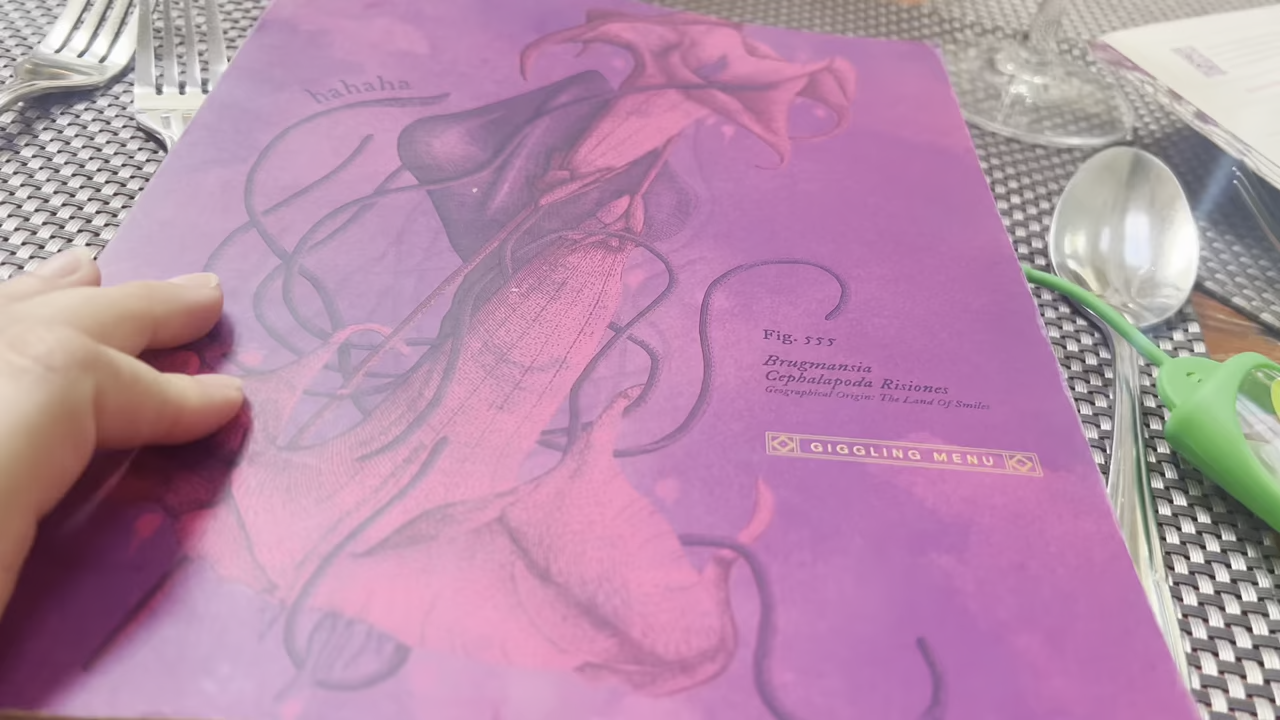 hahaha
Fig. 555
Brugmansia
Cephalapoda Risiones
Geographical Origin: The Land Of Smiles
GIGGLING MENU